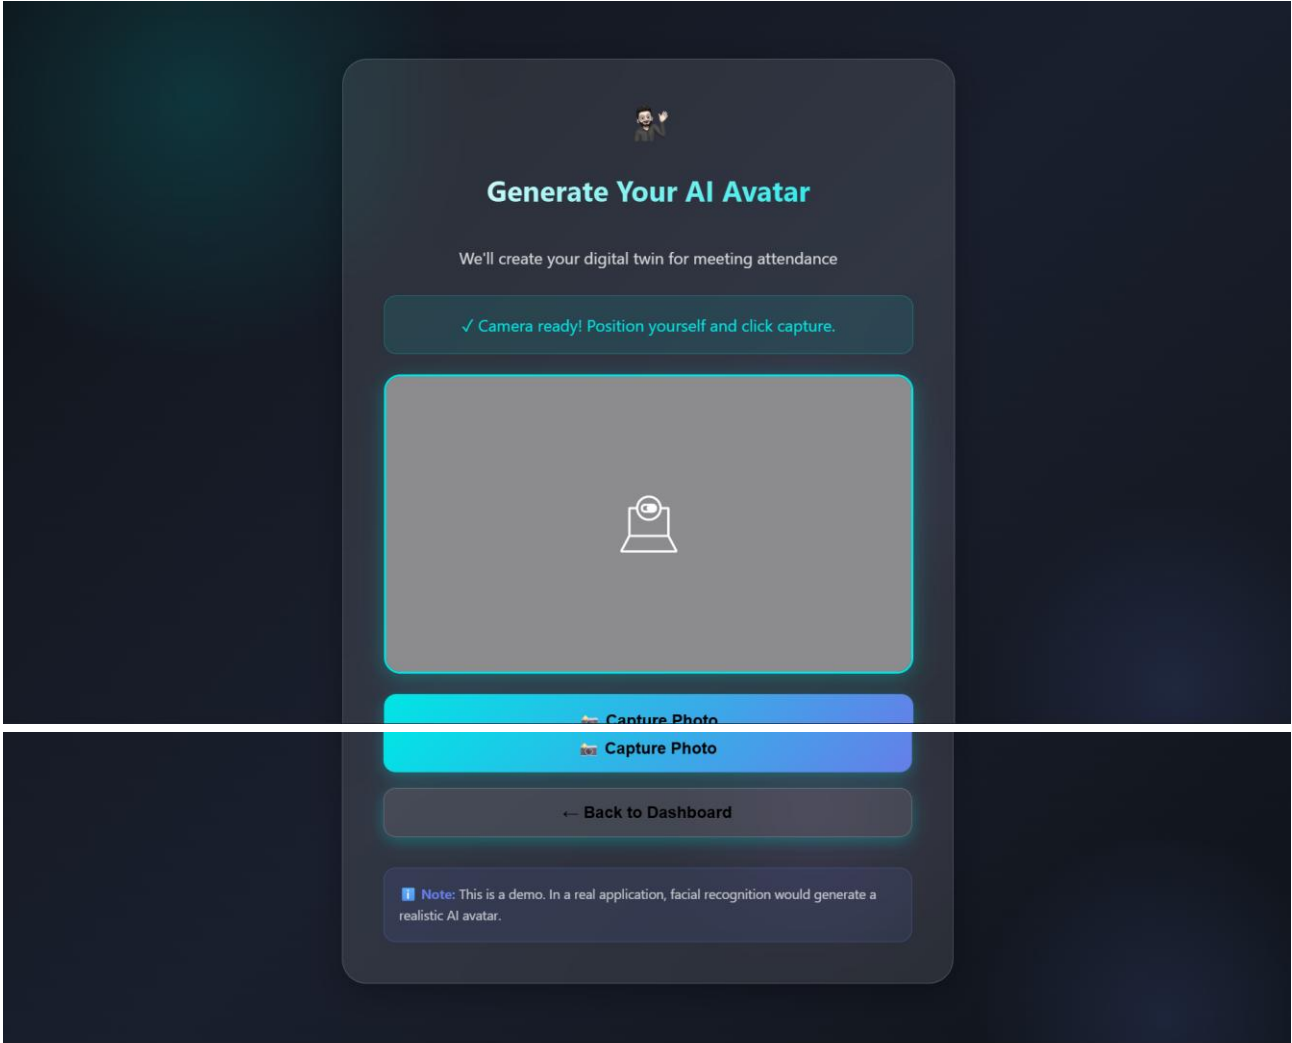 Generate Your AI Avatar
We'll create your digital twin for meeting attendance
✓ Camera ready! Position yourself and click capture.
Capture Photo
Capture Photo
← Back to Dashboard
ℹ Note: This is a demo. In a real application, facial recognition would generate a
realistic AI avatar.